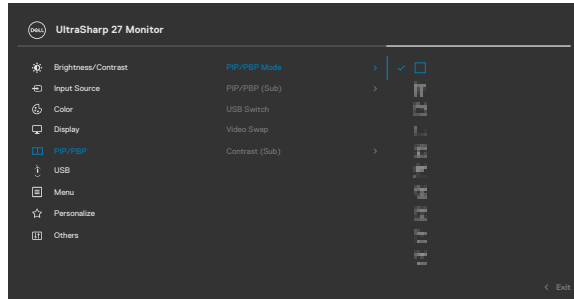 DELL
UltraSharp 27 Monitor
Brightness/Contrast
Input Source
Color
Display
PIP/PBP
USB
Menu
Personalize
Others
PIP/PBP Mode
PIP/PBP (Sub)
USB Switch
Video Swap
Contrast (Sub)
Exit